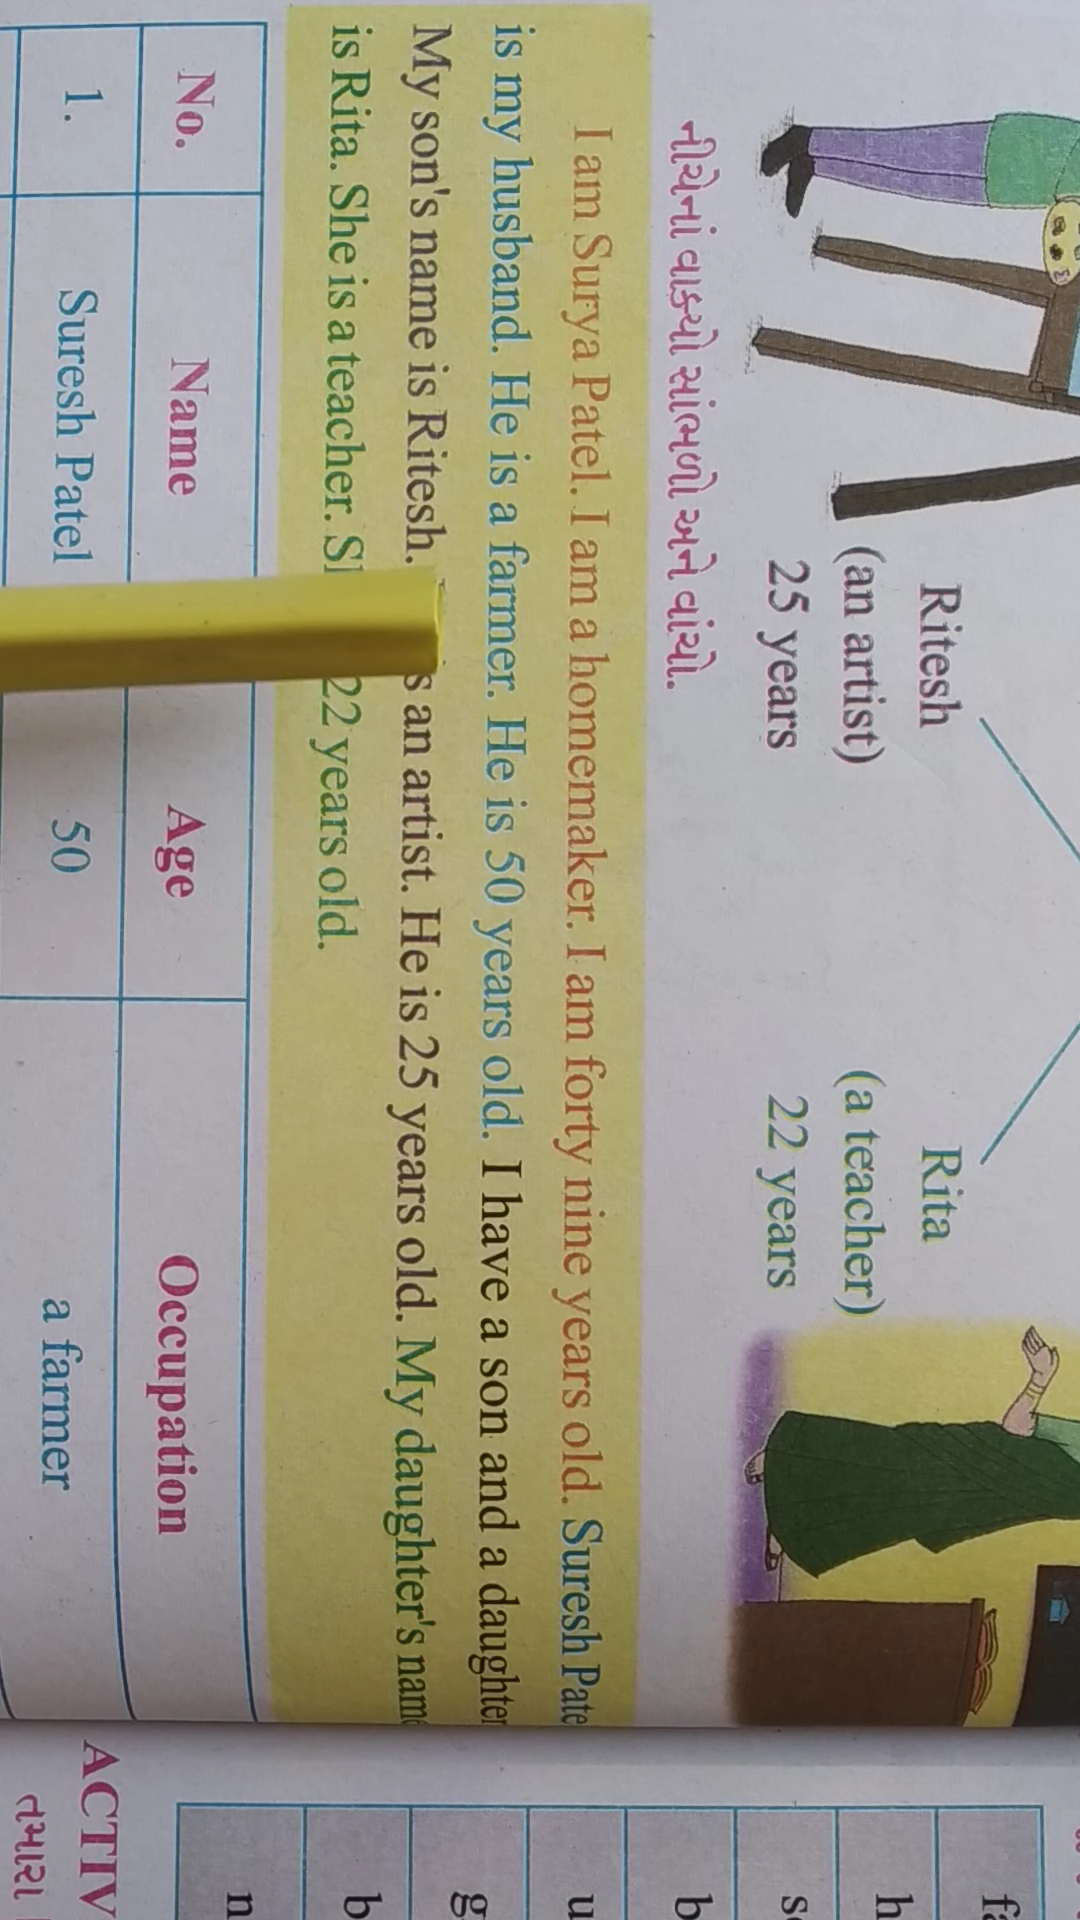 Ritesh
(an artist)
25 years
Rita
(a teacher)
22 years
નીચેનાં વાક્યો સાંભળો અને વાંચો.
I am Surya Patel. I am a homemaker. I am forty nine years old. Suresh Pate
is my husband. He is a farmer. He is 50 years old. I have a son and a daughter
My son's name is Ritesh. s an artist. He is 25 years old. My daughter's name
is Rita. She is a teacher. 22 years old.
No. Name Age Occupation
1. Suresh Patel 50 a farmer
h
b
u
g
b
n
ACTIV
તમારા